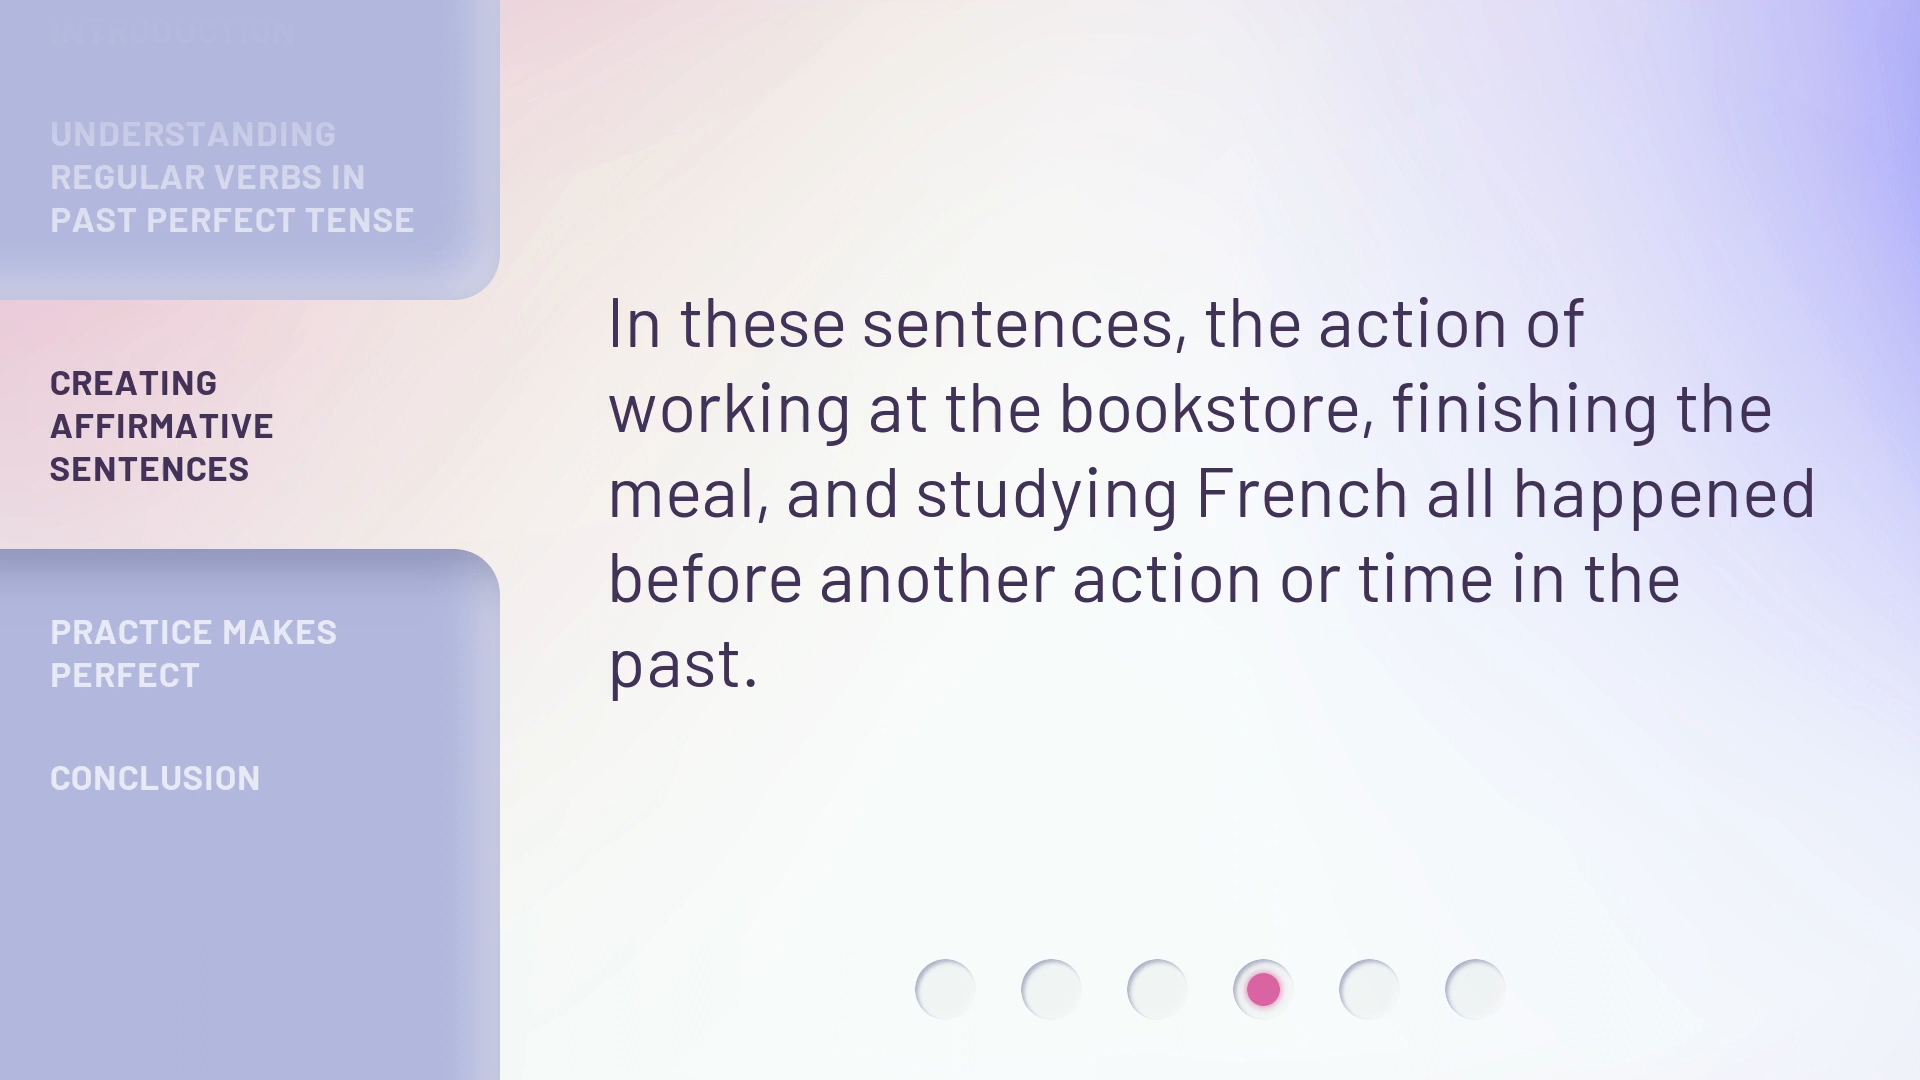 INTRODUCTION
UNDERSTANDING
REGULAR VERBS IN
PAST PERFECT TENSE
CREATING
AFFIRMATIVE
SENTENCES
PRACTICE MAKES
PERFECT
CONCLUSION
In these sentences, the action of
working at the bookstore, finishing the
meal, and studying French all happened
before another action or time in the
past.